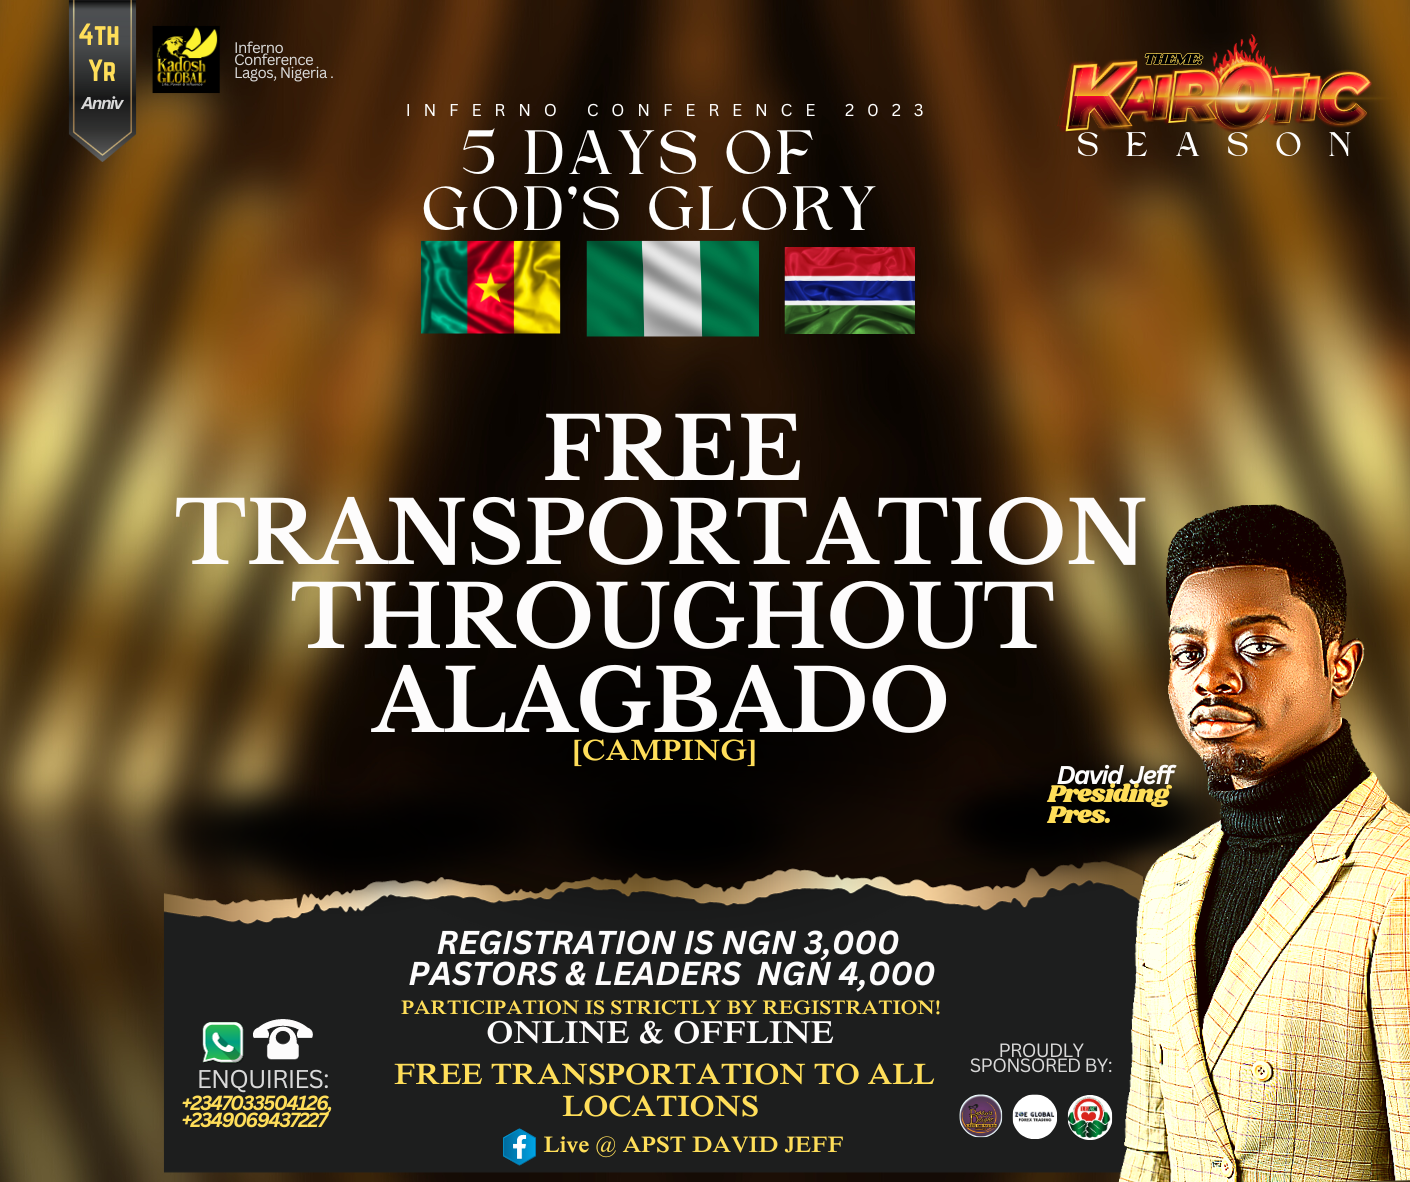 4TH
YR
Anniv
Kadosh
GLOBAL
Inferno
Conference
Lagos, Nigeria .
INFERNO CONFERENCE 2023
5 DAYS OF
GOD'S GLORY
THEME:
KAIROTIC
SEASON
FREE
TRANSPORTATION
THROUGHOUT
ALAGBADO
[CAMPING]
David Jeff
Presiding
Pres.
REGISTRATION IS NGN 3,000
PASTORS & LEADERS NGN 4,000
PARTICIPATION IS STRICTLY BY REGISTRATION!
ONLINE & OFFLINE
FREE TRANSPORTATION TO ALL
LOCATIONS
Live @ APST DAVID JEFF
ENQUIRIES:
+2347033504126,
+2349069437227
PROUDLY
SPONSORED BY:
ZOE GLOBAL
FOREX TRADING